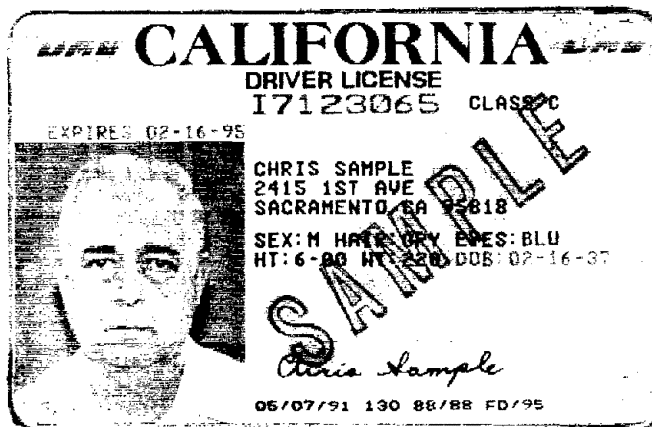 DMV CALIFORNIA DMV
DRIVER LICENSE
I7123065 CLASS:C
EXPIRES 02-16-95
CHRIS SAMPLE
2415 1ST AVE
SACRAMENTO, CA 95818
SEX:M HAIR:GRY EYES:BLU
HT:6-00 WT:220 DOB:02-16-37
SAMPLE
Chris Sample
05/07/91 130 88/88 FD/95